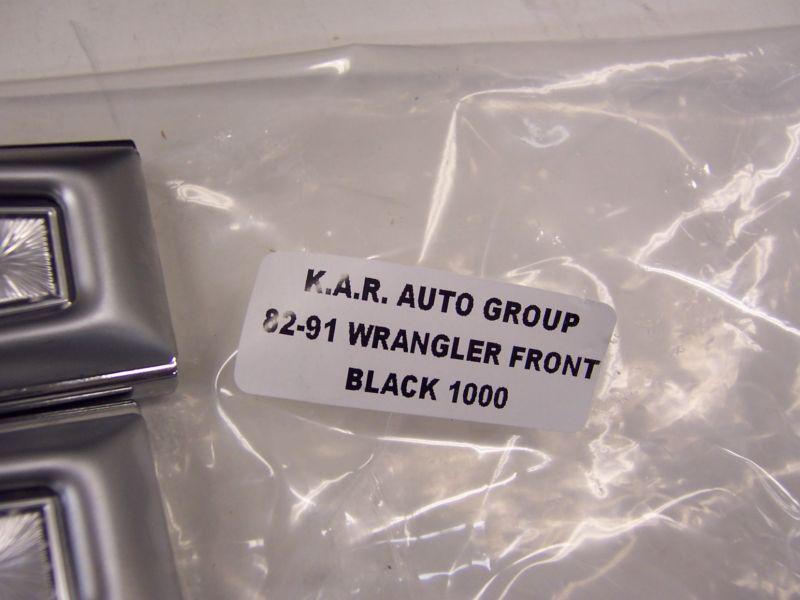 K.A.R. AUTO GROUP
82-91 WRANGLER FRONT
BLACK 1000